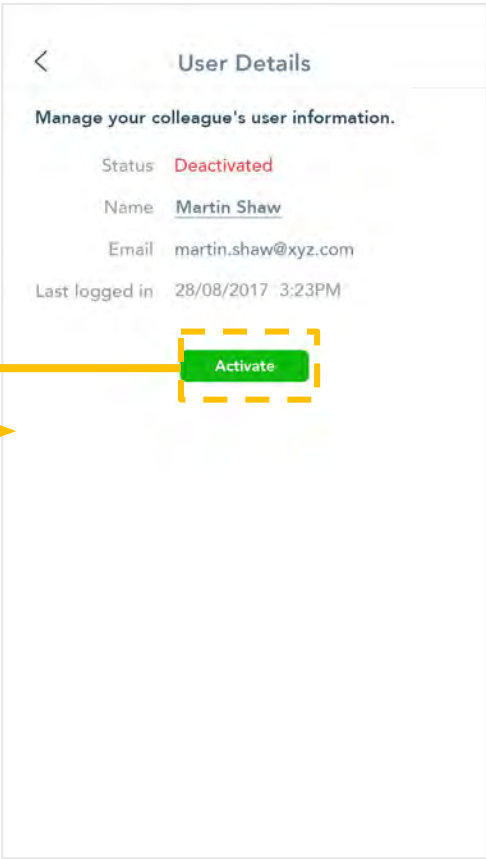 User Details
Manage your colleague's user information.
Status Deactivated
Name Martin Shaw
Email martin.shaw@xyz.com
Last logged in 28/08/2017 3:23PM
Activate